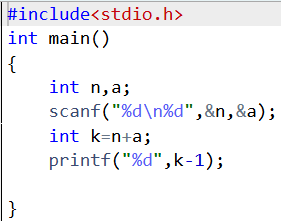 #include<stdio.h>
int main()
{
    int n,a;
    scanf("%d\n%d",&n,&a);
    int k=n+a;
    printf("%d",k-1);
}